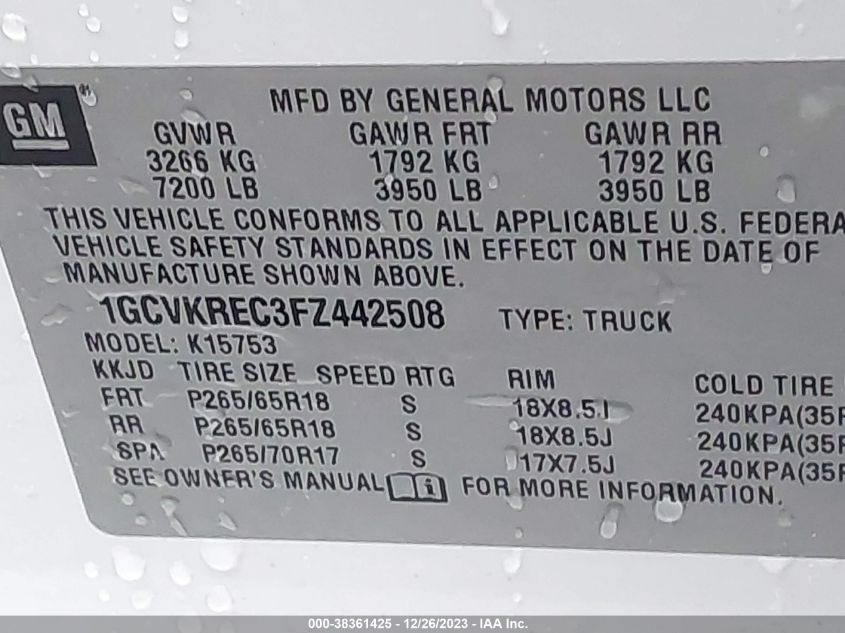 GM
MFD BY GENERAL MOTORS LLC
GVWR GAWR FRT GAWR RR
3266 KG 1792 KG 1792 KG
7200 LB 3950 LB 3950 LB
THIS VEHICLE CONFORMS TO ALL APPLICABLE U.S. FEDERA
VEHICLE SAFETY STANDARDS IN EFFECT ON THE DATE OF
MANUFACTURE SHOWN ABOVE.
1GCVKREC3FZ442508 TYPE: TRUCK
MODEL: K15753
KKJD TIRE SIZE SPEED RTG RIM COLD TIRE
FRT P265/65R18 S 18X8.5J 240KPA(35P
RR P265/65R18 S 18X8.5J 240KPA(35P
SPA P265/70R17 S 17X7.5J 240KPA(35P
SEE OWNER'S MANUAL i FOR MORE INFORMATION.
000-38361425 - 12/26/2023 - IAA Inc.